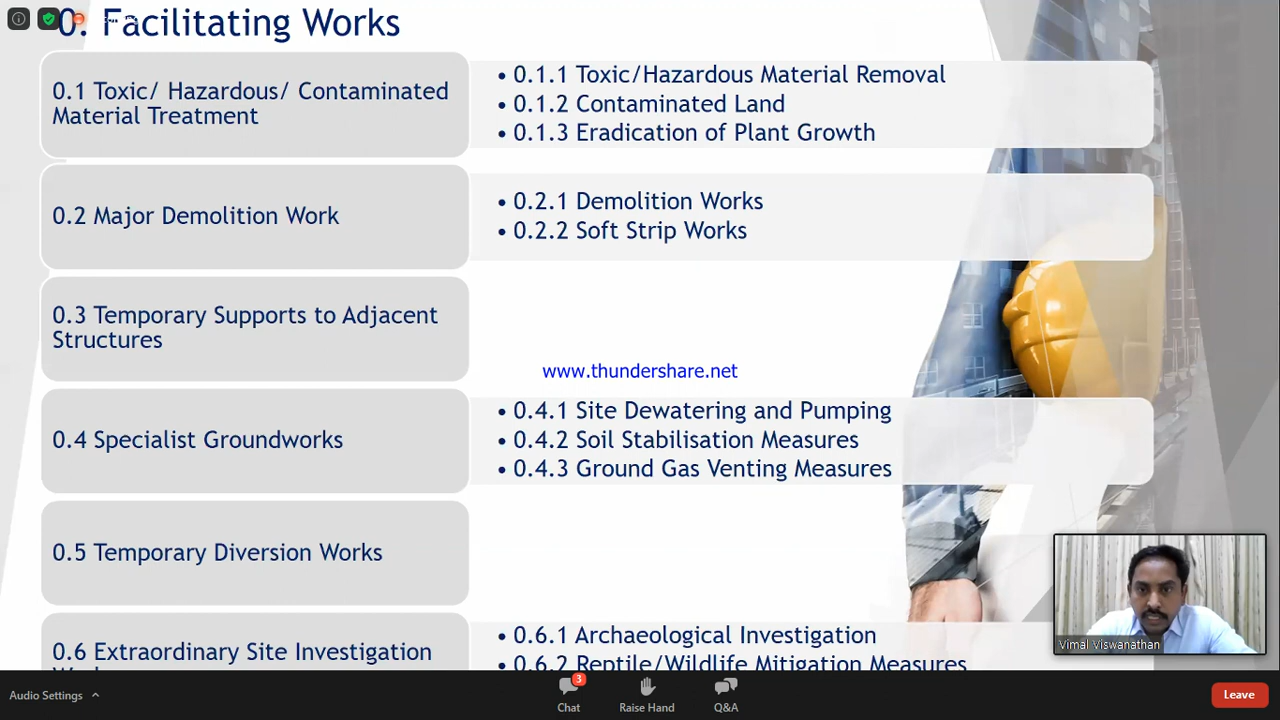 0. Facilitating Works
0.1 Toxic/ Hazardous/ Contaminated
Material Treatment
• 0.1.1 Toxic/Hazardous Material Removal
• 0.1.2 Contaminated Land
• 0.1.3 Eradication of Plant Growth
0.2 Major Demolition Work
• 0.2.1 Demolition Works
• 0.2.2 Soft Strip Works
0.3 Temporary Supports to Adjacent
Structures
www.thundershare.net
0.4 Specialist Groundworks
• 0.4.1 Site Dewatering and Pumping
• 0.4.2 Soil Stabilisation Measures
• 0.4.3 Ground Gas Venting Measures
0.5 Temporary Diversion Works
0.6 Extraordinary Site Investigation
• 0.6.1 Archaeological Investigation
• 0.6.2 Reptile/Wildlife Mitigation Measures
Vimal Viswanathan
Audio Settings
3
Chat
Raise Hand
Q&A
Leave